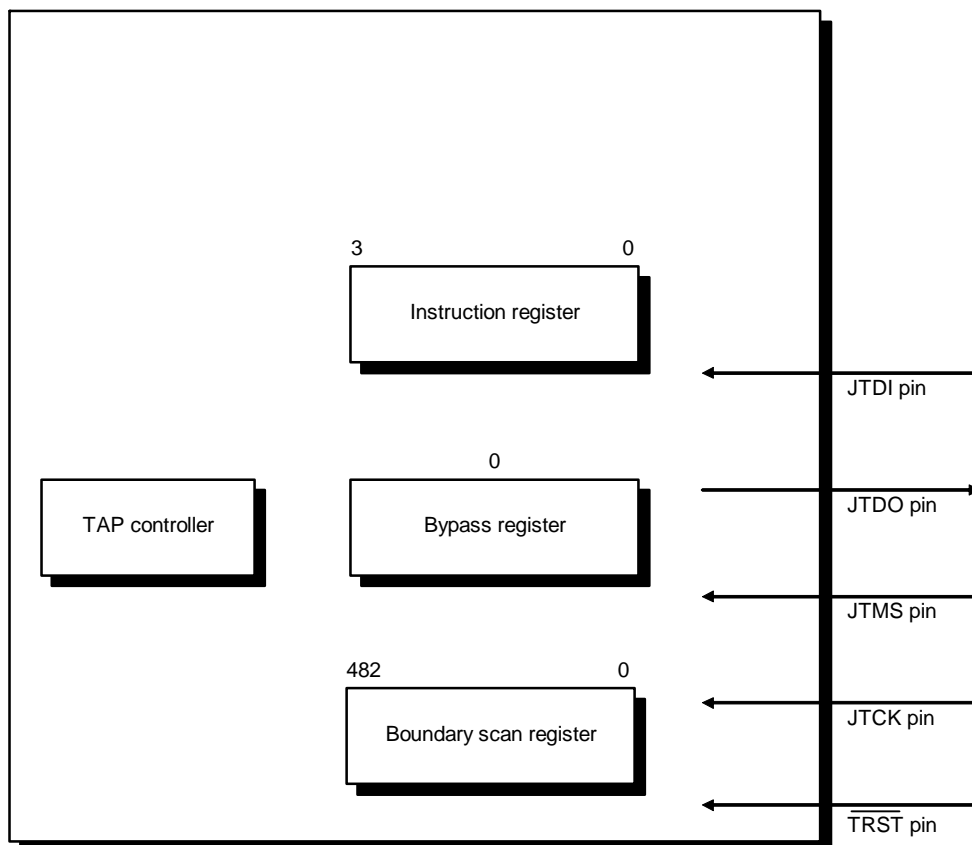 3 0
Instruction register
JTDI pin
0
TAP controller
Bypass register
JTDO pin
JTMS pin
482 0
Boundary scan register
JTCK pin
TRST pin